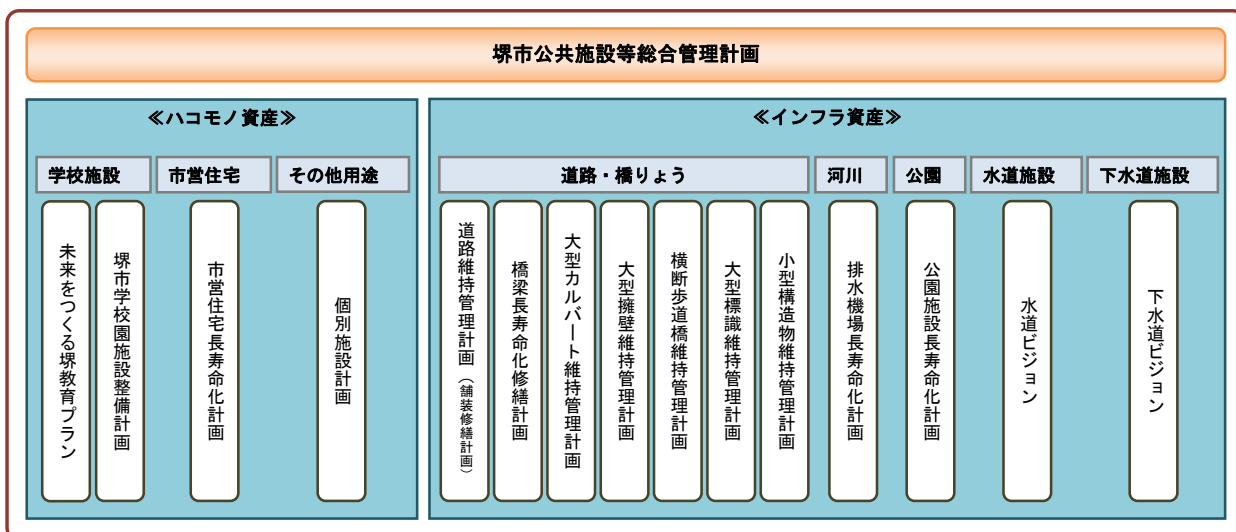 堺市公共施設等総合管理計画
≪ハコモノ資産≫
学校施設
市営住宅
その他用途
未来をつくる堺教育プラン
堺市学校園施設整備計画
市営住宅長寿命化計画
個別施設計画
≪インフラ資産≫
道路・橋りょう
河川
公園
水道施設
下水道施設
道路維持管理計画（舗装修繕計画）
橋梁長寿命化修繕計画
大型カルバート維持管理計画
大型擁壁維持管理計画
横断歩道橋維持管理計画
大型標識維持管理計画
小型構造物維持管理計画
排水機場長寿命化計画
公園施設長寿命化計画
水道ビジョン
下水道ビジョン